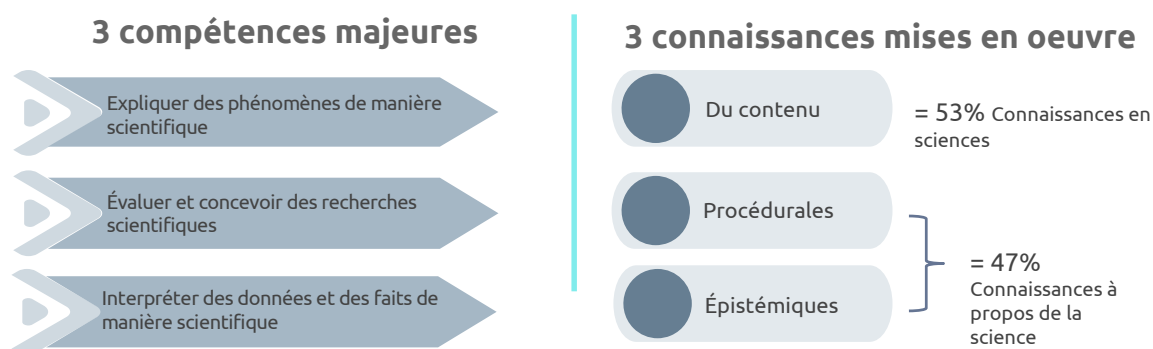 3 compétences majeures
Expliquer des phénomènes de manière
scientifique
Évaluer et concevoir des recherches
scientifiques
Interpréter des données et des faits de
manière scientifique
3 connaissances mises en oeuvre
Du contenu
= 53% Connaissances en
sciences
Procédurales
Épistémiques
= 47%
Connaissances à
propos de la
science